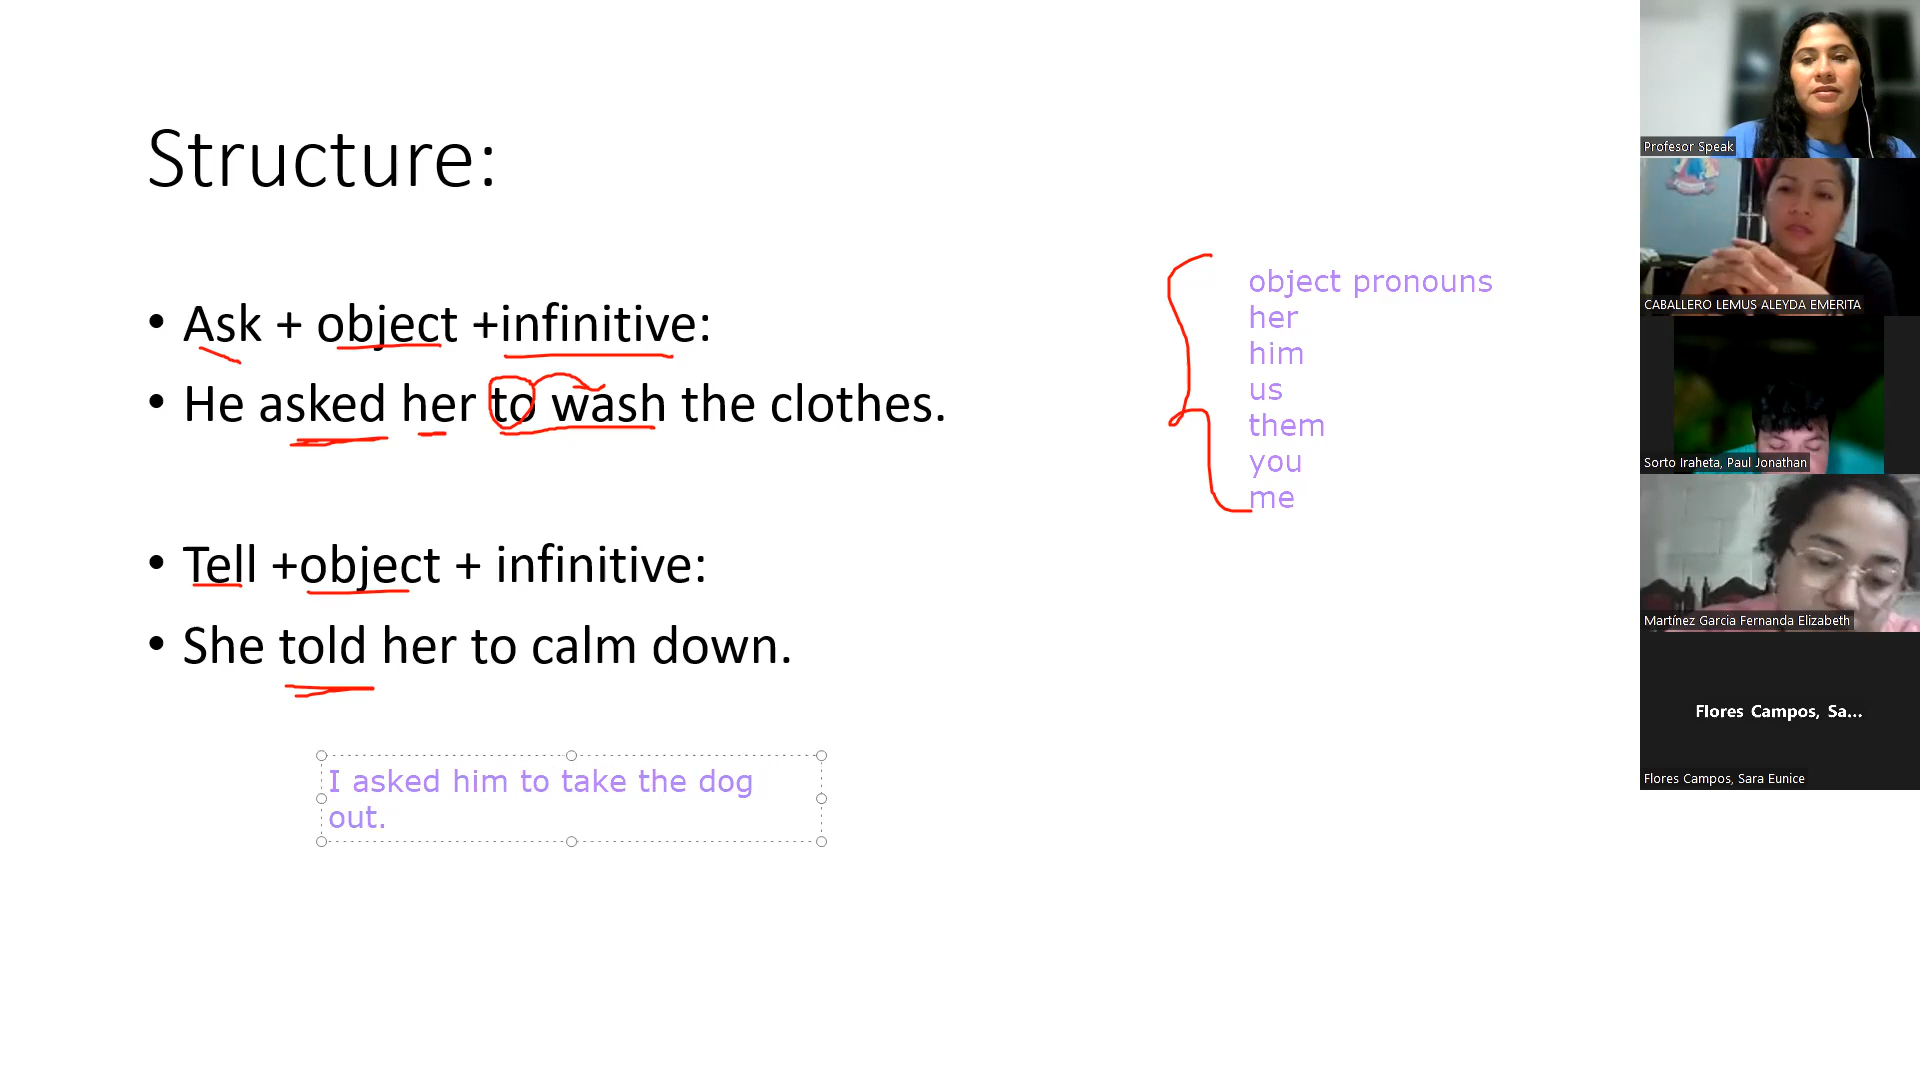 Structure:
• Ask + object +infinitive:
• He asked her to wash the clothes.
• Tell +object + infinitive:
• She told her to calm down.
I asked him to take the dog
out.
object pronouns
her
him
us
them
you
me
Profesor Speak
CABALLERO LEMUS ALEYDA EMERITA
Sorto Iraheta, Paul Jonathan
Martínez Garcia Fernanda Elizabeth
Flores Campos, Sa...
Flores Campos, Sara Eunice